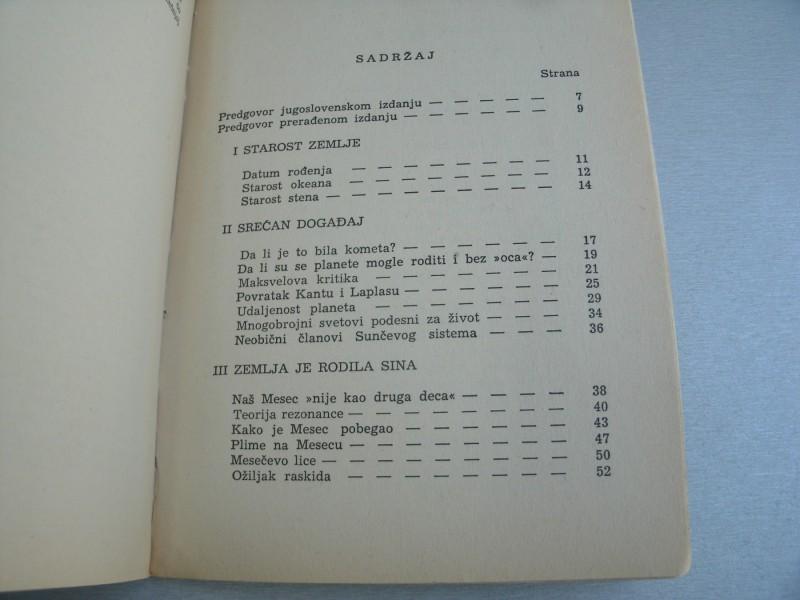 SADRŽAJ
Strana
Predgovor jugoslovenskom izdanju — — — — — 7
Predgovor prerađenom izdanju — — — — — — 9
I STAROST ZEMLJE
Datum rođenja — — — — — — — — 11
Starost okeana — — — — — — — — 12
Starost stena — — — — — — — — — 14
II SREĆAN DOGAĐAJ
Da li je to bila kometa? — — — — — — 17
Da li su se planete mogle roditi i bez »oca«? — 19
Maksvelova kritika — — — — — — — 21
Povratak Kantu i Laplasu — — — — — — 25
Udaljenost planeta — — — — — — — 29
Mnogobrojni svetovi podesni za život — — — 34
Neobični članovi Sunčevog sistema — — — 36
III ZEMLJA JE RODILA SINA
Naš Mesec »nije kao druga deca« — — — — 38
Teorija rezonance — — — — — — — — 40
Kako je Mesec pobegao — — — — — — 43
Plime na Mesecu — — — — — — — — 47
Mesečevo lice — — — — — — — — — 50
Ožiljak raskida — — — — — — — — 52